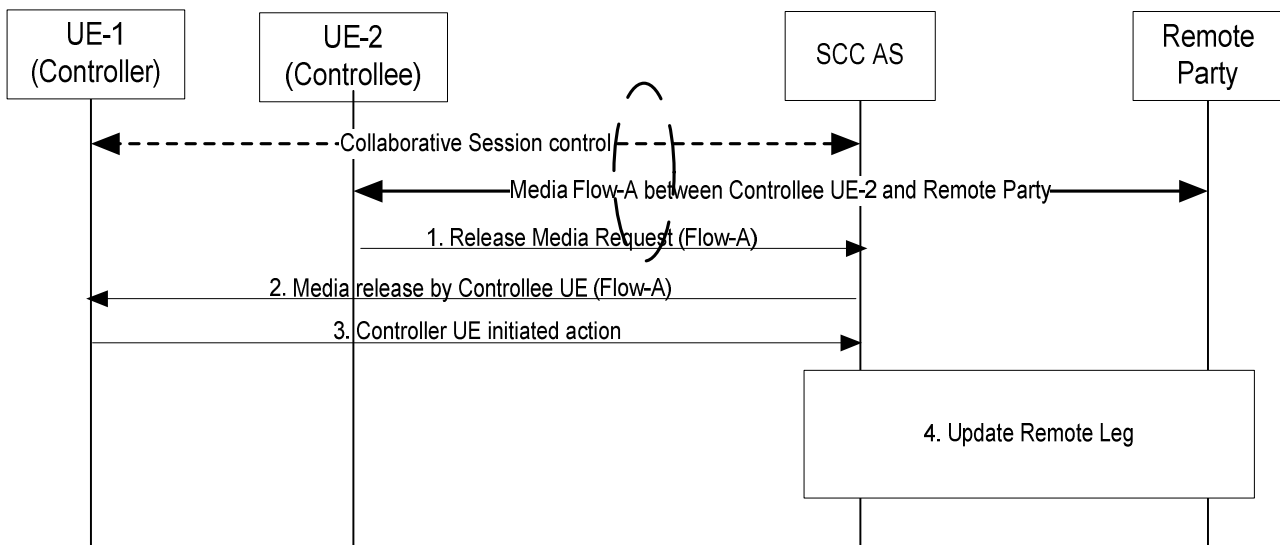 UE-1
(Controller)
UE-2
(Controllee)
SCC AS
Remote
Party
Collaborative Session control
Media Flow-A between Controllee UE-2 and Remote Party
1. Release Media Request (Flow-A)
2. Media release by Controllee UE (Flow-A)
3. Controller UE initiated action
4. Update Remote Leg